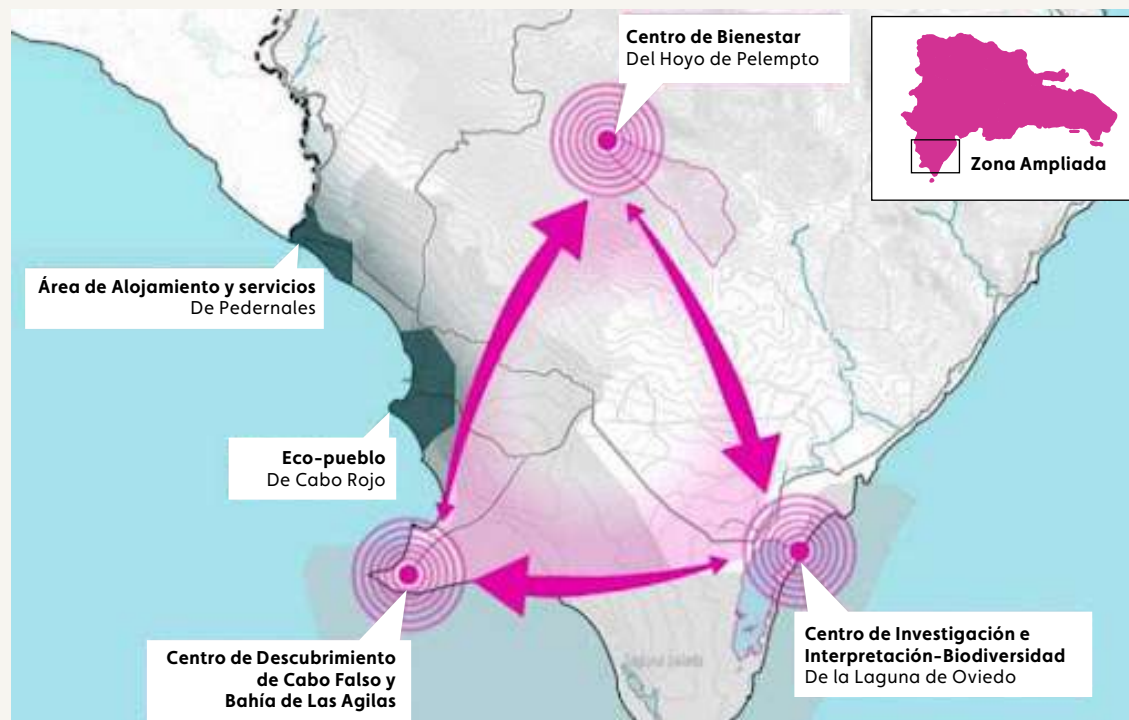 Centro de Bienestar
Del Hoyo de Pelempto
Zona Ampliada
Área de Alojamiento y servicios
De Pedernales
Eco-pueblo
De Cabo Rojo
Centro de Descubrimiento
de Cabo Falso y
Bahía de Las Agilas
Centro de Investigación e
Interpretación-Biodiversidad
De la Laguna de Oviedo